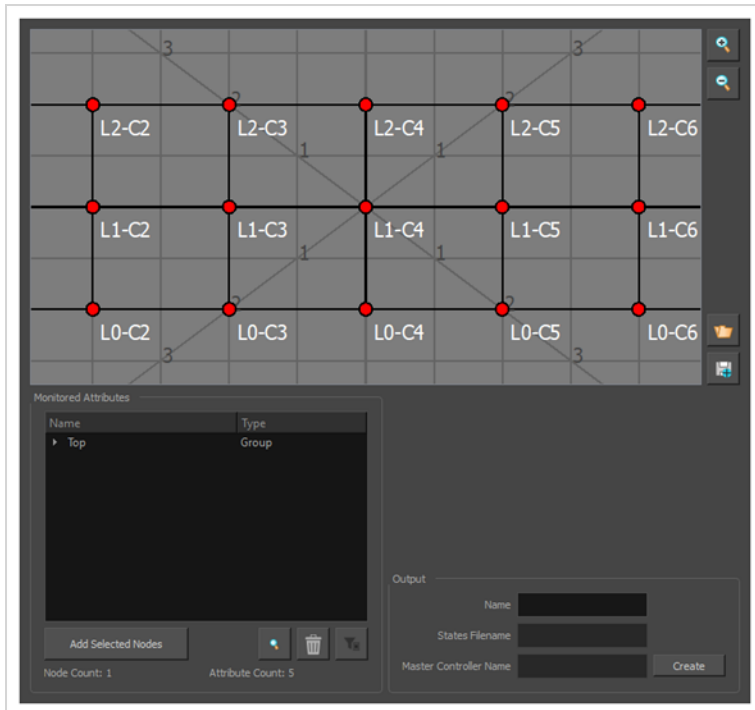 3 3
2 2
L2-C2 L2-C3 L2-C4 L2-C5 L2-C6
1 1
L1-C2 L1-C3 L1-C4 L1-C5 L1-C6
1 1
2 2
L0-C2 L0-C3 L0-C4 L0-C5 L0-C6
3 3
Monitored Attributes
Name Type
Top Group
Add Selected Nodes
Node Count: 1 Attribute Count: 5
Output
Name
States Filename
Master Controller Name Create